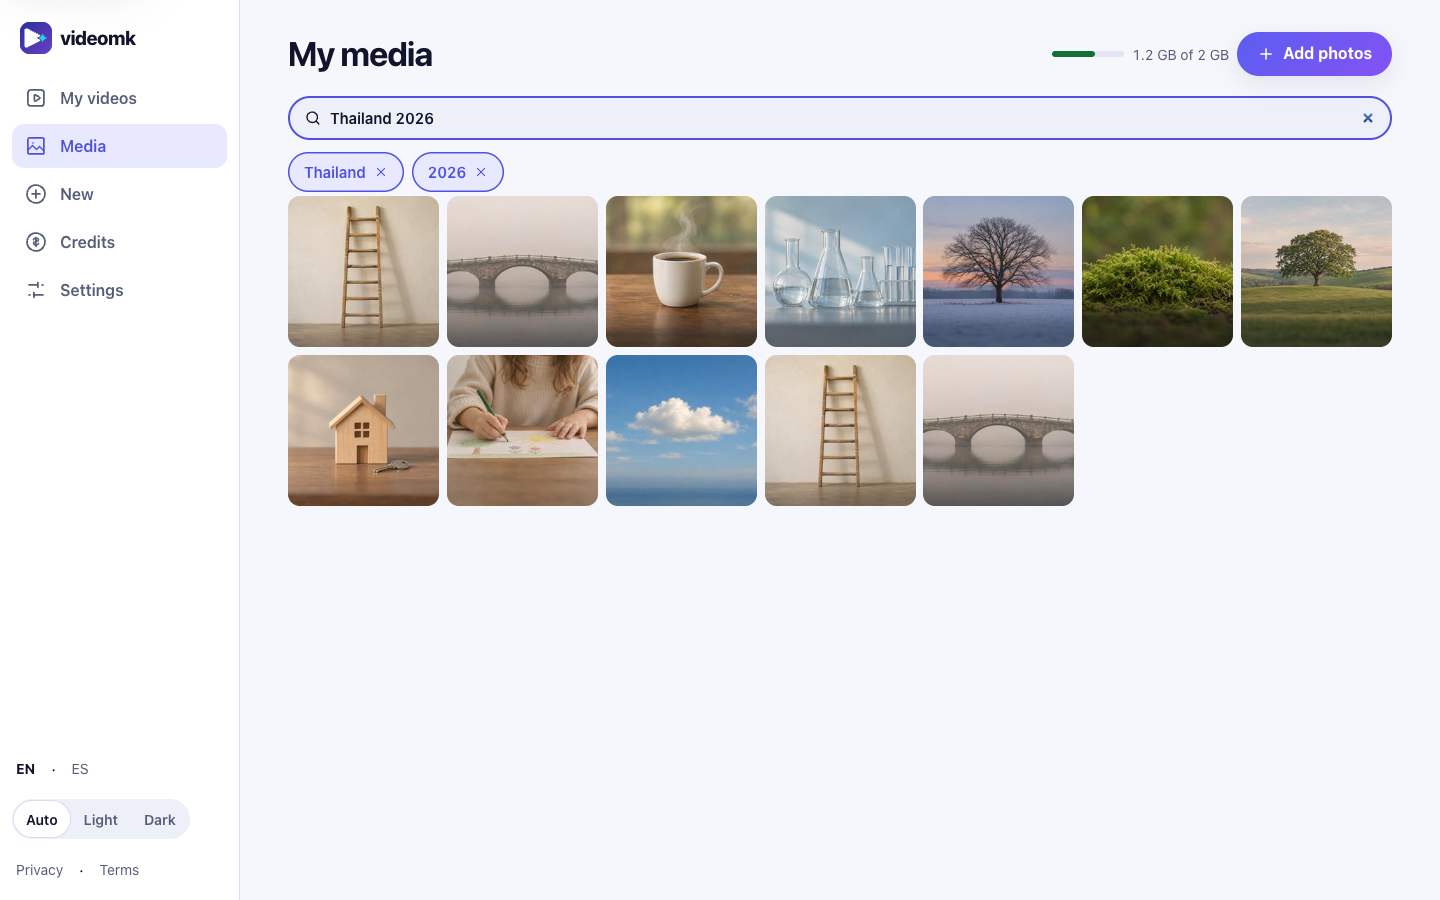 videomk
My videos
Media
New
Credits
Settings
EN · ES
Auto Light Dark
Privacy · Terms
My media
1.2 GB of 2 GB
Add photos
Thailand 2026
Thailand
2026